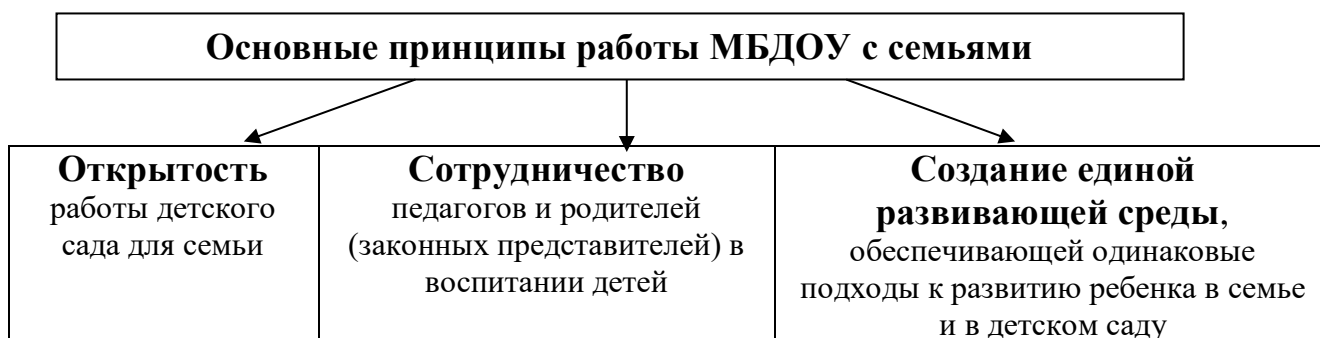 Основные принципы работы МБДОУ с семьями
Открытость
работы детского
сада для семьи
Сотрудничество
педагогов и родителей
(законных представителей) в
воспитании детей
Создание единой
развивающей среды,
обеспечивающей одинаковые
подходы к развитию ребенка в семье
и в детском саду